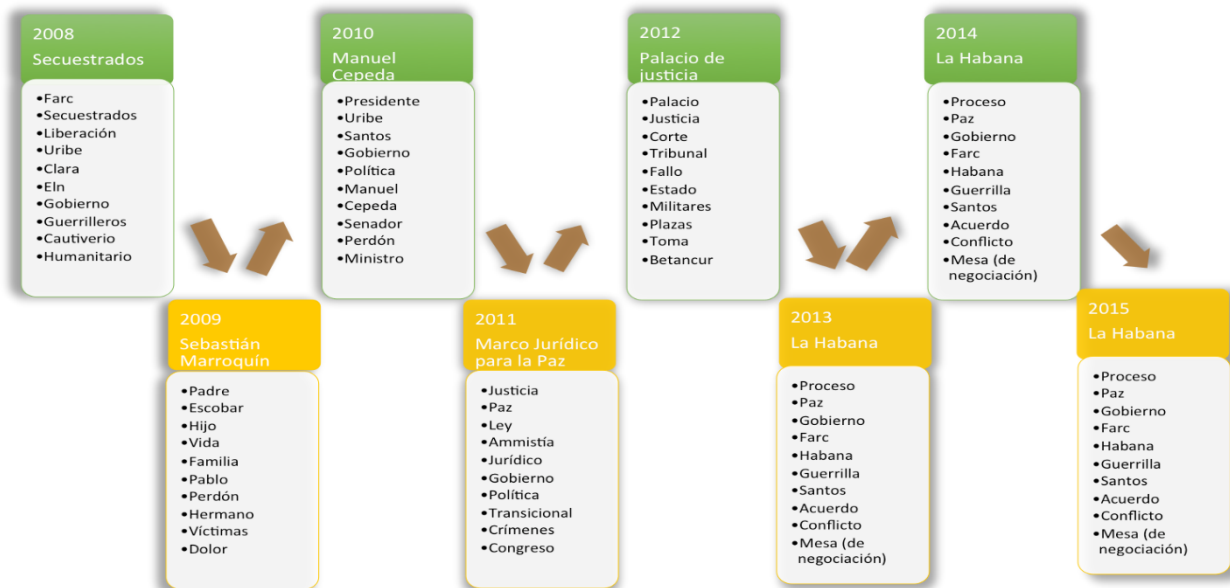 2008
Secuestrados
•Farc
•Secuestrados
•Liberación
•Uribe
•Clara
•Eln
•Gobierno
•Guerrilleros
•Cautiverio
•Humanitario
2009
Sebastián
Marroquín
•Padre
•Escobar
•Hijo
•Vida
•Familia
•Pablo
•Perdón
•Hermano
•Víctimas
•Dolor
2010
Manuel
Cepeda
•Presidente
•Uribe
•Santos
•Gobierno
•Política
•Manuel
•Cepeda
•Senador
•Perdón
•Ministro
2011
Marco Jurídico
para la Paz
•Justicia
•Paz
•Ley
•Ammistía
•Jurídico
•Gobierno
•Política
•Transicional
•Crímenes
•Congreso
2012
Palacio de
justicia
•Palacio
•Justicia
•Corte
•Tribunal
•Fallo
•Estado
•Militares
•Plazas
•Toma
•Betancur
2013
La Habana
•Proceso
•Paz
•Gobierno
•Farc
•Habana
•Guerrilla
•Santos
•Acuerdo
•Conflicto
•Mesa (de
negociación)
2014
La Habana
•Proceso
•Paz
•Gobierno
•Farc
•Habana
•Guerrilla
•Santos
•Acuerdo
•Conflicto
•Mesa (de
negociación)
2015
La Habana
•Proceso
•Paz
•Gobierno
•Farc
•Habana
•Guerrilla
•Santos
•Acuerdo
•Conflicto
•Mesa (de
negociación)